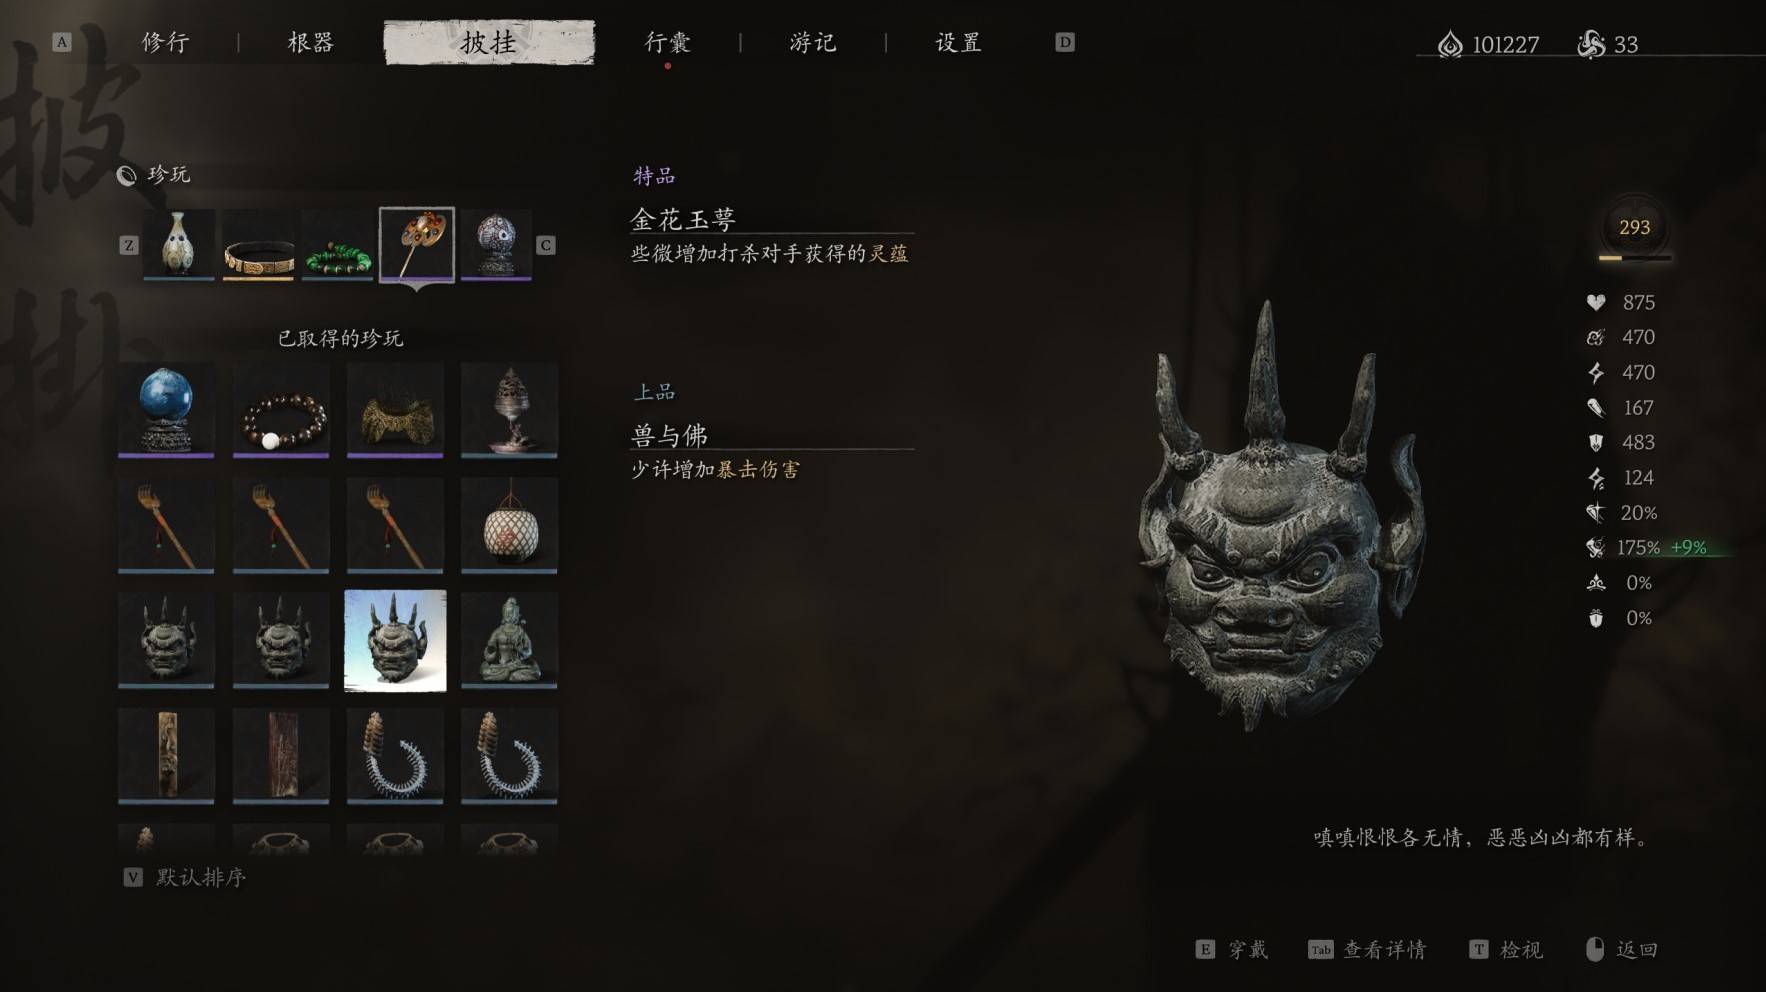 A 修行 | 根器 披挂 行囊 | 游记 | 设置 D
101227 33
披
掛
珍玩
Z C
已取得的珍玩
V 默认排序
特品
金花玉萼
些微增加打杀对手获得的灵蕴
上品
兽与佛
少许增加暴击伤害
293
875
470
470
167
483
124
20%
175% +9%
0%
0%
嗔嗔恨恨各无情，恶恶凶凶都有样。
E 穿戴 Tab 查看详情 T 检视 返回